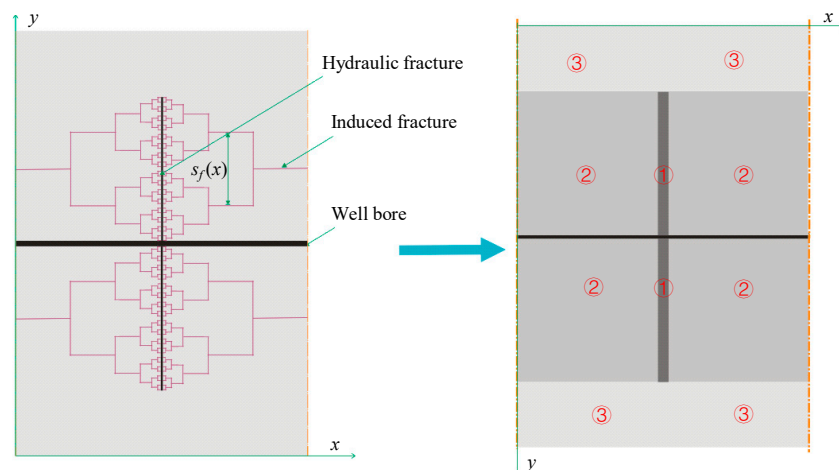 y
Hydraulic fracture
Induced fracture
s_f(x)
Well bore
x
x
③ ③
② ① ②
② ① ②
③ ③
y